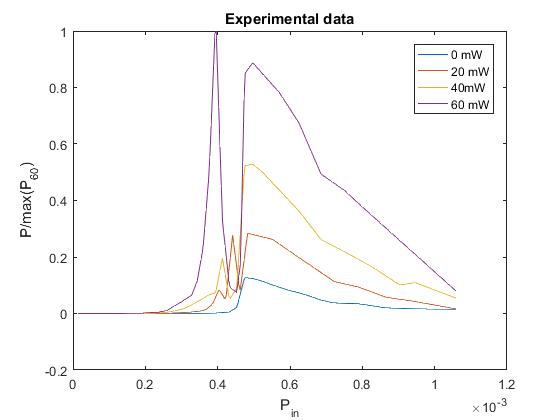 Experimental data
1
0.8
0.6
0.4
0.2
0
-0.2
P/max(P60)
0 mW
20 mW
40mW
60 mW
0 0.2 0.4 0.6 0.8 1 1.2
×10-3
Pin